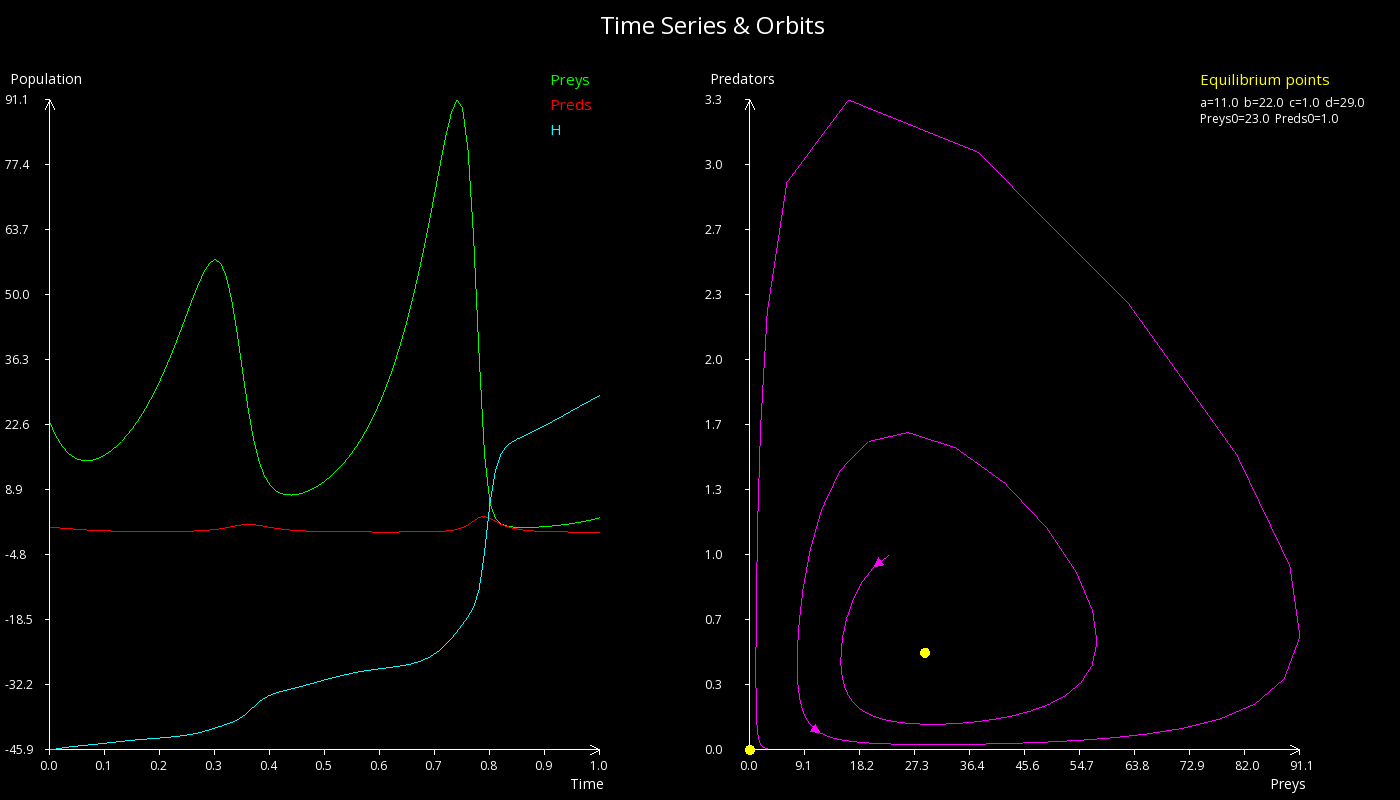 Time Series & Orbits
Population
Preys
Preds
H
91.1
77.4
63.7
50.0
36.3
22.6
8.9
-4.8
-18.5
-32.2
-45.9
0.0 0.1 0.2 0.3 0.4 0.5 0.6 0.7 0.8 0.9 1.0
Time
Predators
Equilibrium points
a=11.0 b=22.0 c=1.0 d=29.0
Preys0=23.0 Preds0=1.0
3.3
3.0
2.7
2.3
2.0
1.7
1.3
1.0
0.7
0.3
0.0
0.0 9.1 18.2 27.3 36.4 45.6 54.7 63.8 72.9 82.0 91.1
Preys